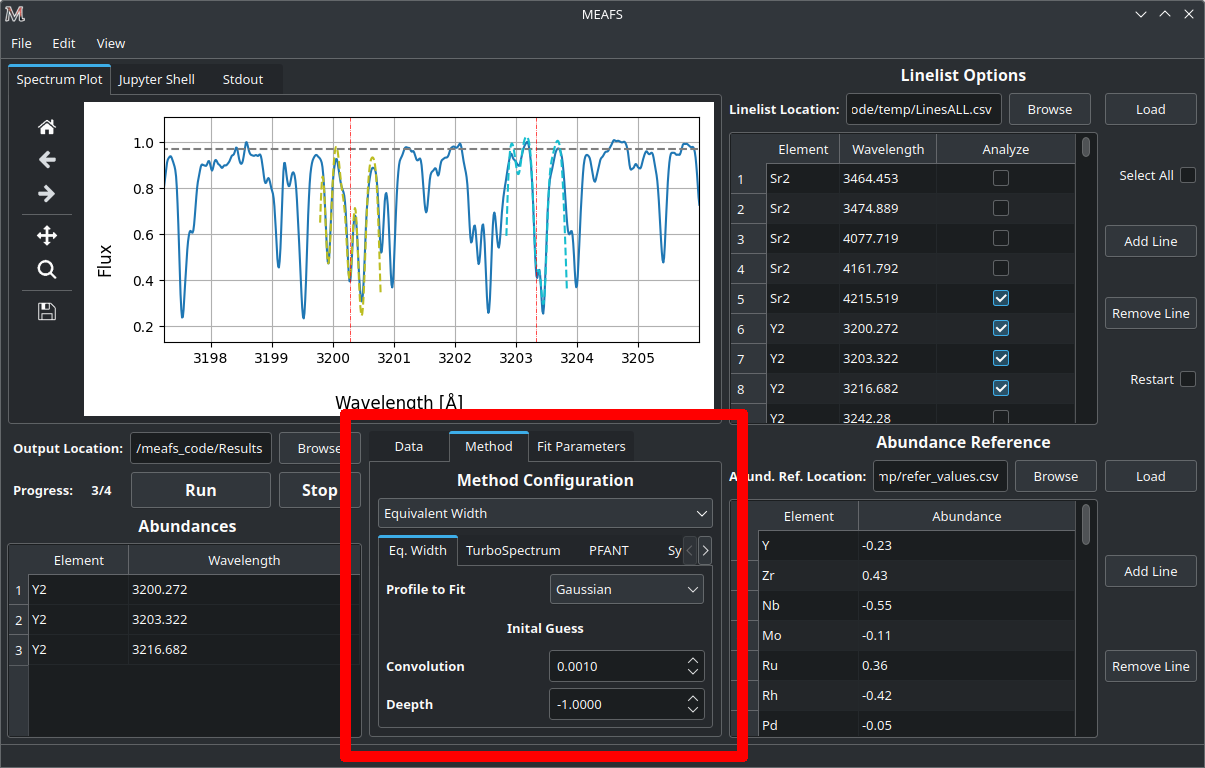 MEAFS
File Edit View
Spectrum Plot Jupyter Shell Stdout
Flux
1.0
0.8
0.6
0.4
0.2
3198 3199 3200 3201 3202 3203 3204 3205
Wavelength [Å]
Linelist Options
Linelist Location: ode/temp/LinesALL.csv Browse Load
Element Wavelength Analyze
1 Sr2 3464.453
2 Sr2 3474.889
3 Sr2 4077.719
4 Sr2 4161.792
5 Sr2 4215.519
6 Y2 3200.272
7 Y2 3203.322
8 Y2 3216.682
Y2 3242.28
Select All
Add Line
Remove Line
Restart
Output Location: /meafs_code/Results Browse
Progress: 3/4 Run Stop
Abundances
Element Wavelength
1 Y2 3200.272
2 Y2 3203.322
3 Y2 3216.682
Data Method Fit Parameters
Method Configuration
Equivalent Width
Eq. Width TurboSpectrum PFANT Sy
Profile to Fit Gaussian
Inital Guess
Convolution 0.0010
Deepth -1.0000
Abundance Reference
Abund. Ref. Location: mp/refer_values.csv Browse Load
Element Abundance
Y -0.23
Zr 0.43
Nb -0.55
Mo -0.11
Ru 0.36
Rh -0.42
Pd -0.05
Add Line
Remove Line